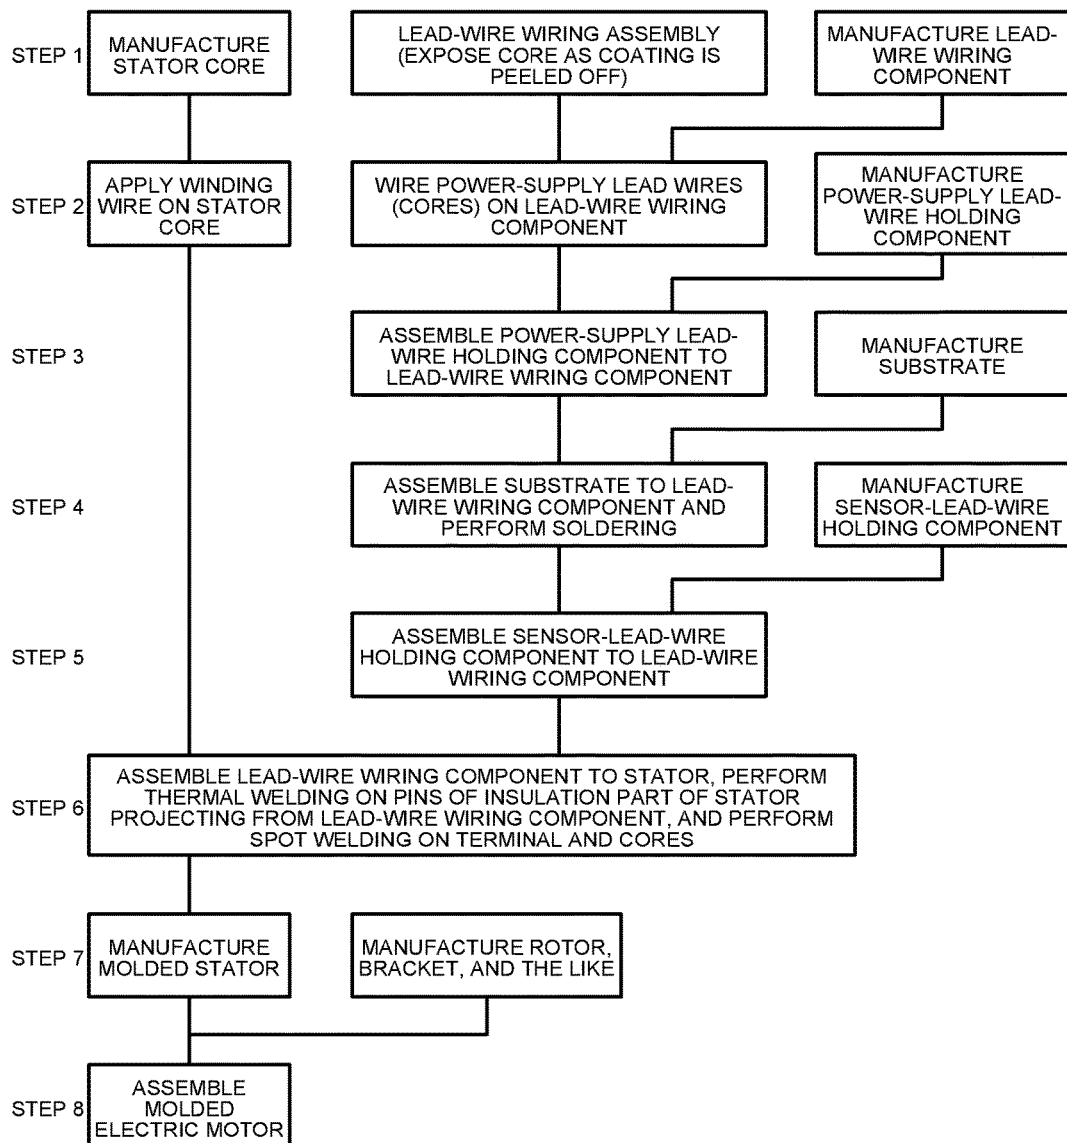 STEP 1
MANUFACTURE
STATOR CORE
LEAD-WIRE WIRING ASSEMBLY
(EXPOSE CORE AS COATING IS
PEELED OFF)
MANUFACTURE LEAD-
WIRE WIRING
COMPONENT
STEP 2
APPLY WINDING
WIRE ON STATOR
CORE
WIRE POWER-SUPPLY LEAD WIRES
(CORES) ON LEAD-WIRE WIRING
COMPONENT
MANUFACTURE
POWER-SUPPLY LEAD-
WIRE HOLDING
COMPONENT
STEP 3
ASSEMBLE POWER-SUPPLY LEAD-
WIRE HOLDING COMPONENT TO
LEAD-WIRE WIRING COMPONENT
MANUFACTURE
SUBSTRATE
STEP 4
ASSEMBLE SUBSTRATE TO LEAD-
WIRE WIRING COMPONENT AND
PERFORM SOLDERING
MANUFACTURE
SENSOR-LEAD-WIRE
HOLDING COMPONENT
STEP 5
ASSEMBLE SENSOR-LEAD-WIRE
HOLDING COMPONENT TO LEAD-WIRE
WIRING COMPONENT
STEP 6
ASSEMBLE LEAD-WIRE WIRING COMPONENT TO STATOR, PERFORM
THERMAL WELDING ON PINS OF INSULATION PART OF STATOR
PROJECTING FROM LEAD-WIRE WIRING COMPONENT, AND PERFORM
SPOT WELDING ON TERMINAL AND CORES
STEP 7
MANUFACTURE
MOLDED STATOR
MANUFACTURE ROTOR,
BRACKET, AND THE LIKE
STEP 8
ASSEMBLE
MOLDED
ELECTRIC MOTOR